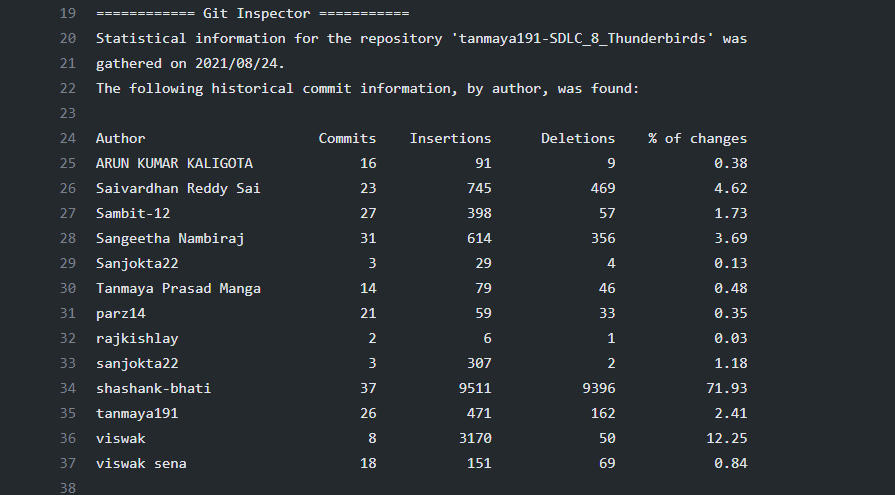 19 ============ Git Inspector ===========
20 Statistical information for the repository 'tanmaya191-SDLC_8_Thunderbirds' was
21 gathered on 2021/08/24.
22 The following historical commit information, by author, was found:
23
24 Author Commits Insertions Deletions % of changes
25 ARUN KUMAR KALIGOTA 16 91 9 0.38
26 Saivardhan Reddy Sai 23 745 469 4.62
27 Sambit-12 27 398 57 1.73
28 Sangeetha Nambiraj 31 614 356 3.69
29 Sanjokta22 3 29 4 0.13
30 Tanmaya Prasad Manga 14 79 46 0.48
31 parz14 21 59 33 0.35
32 rajkishlay 2 6 1 0.03
33 sanjokta22 3 307 2 1.18
34 shashank-bhati 37 9511 9396 71.93
35 tanmaya191 26 471 162 2.41
36 viswak 8 3170 50 12.25
37 viswak sena 18 151 69 0.84
38